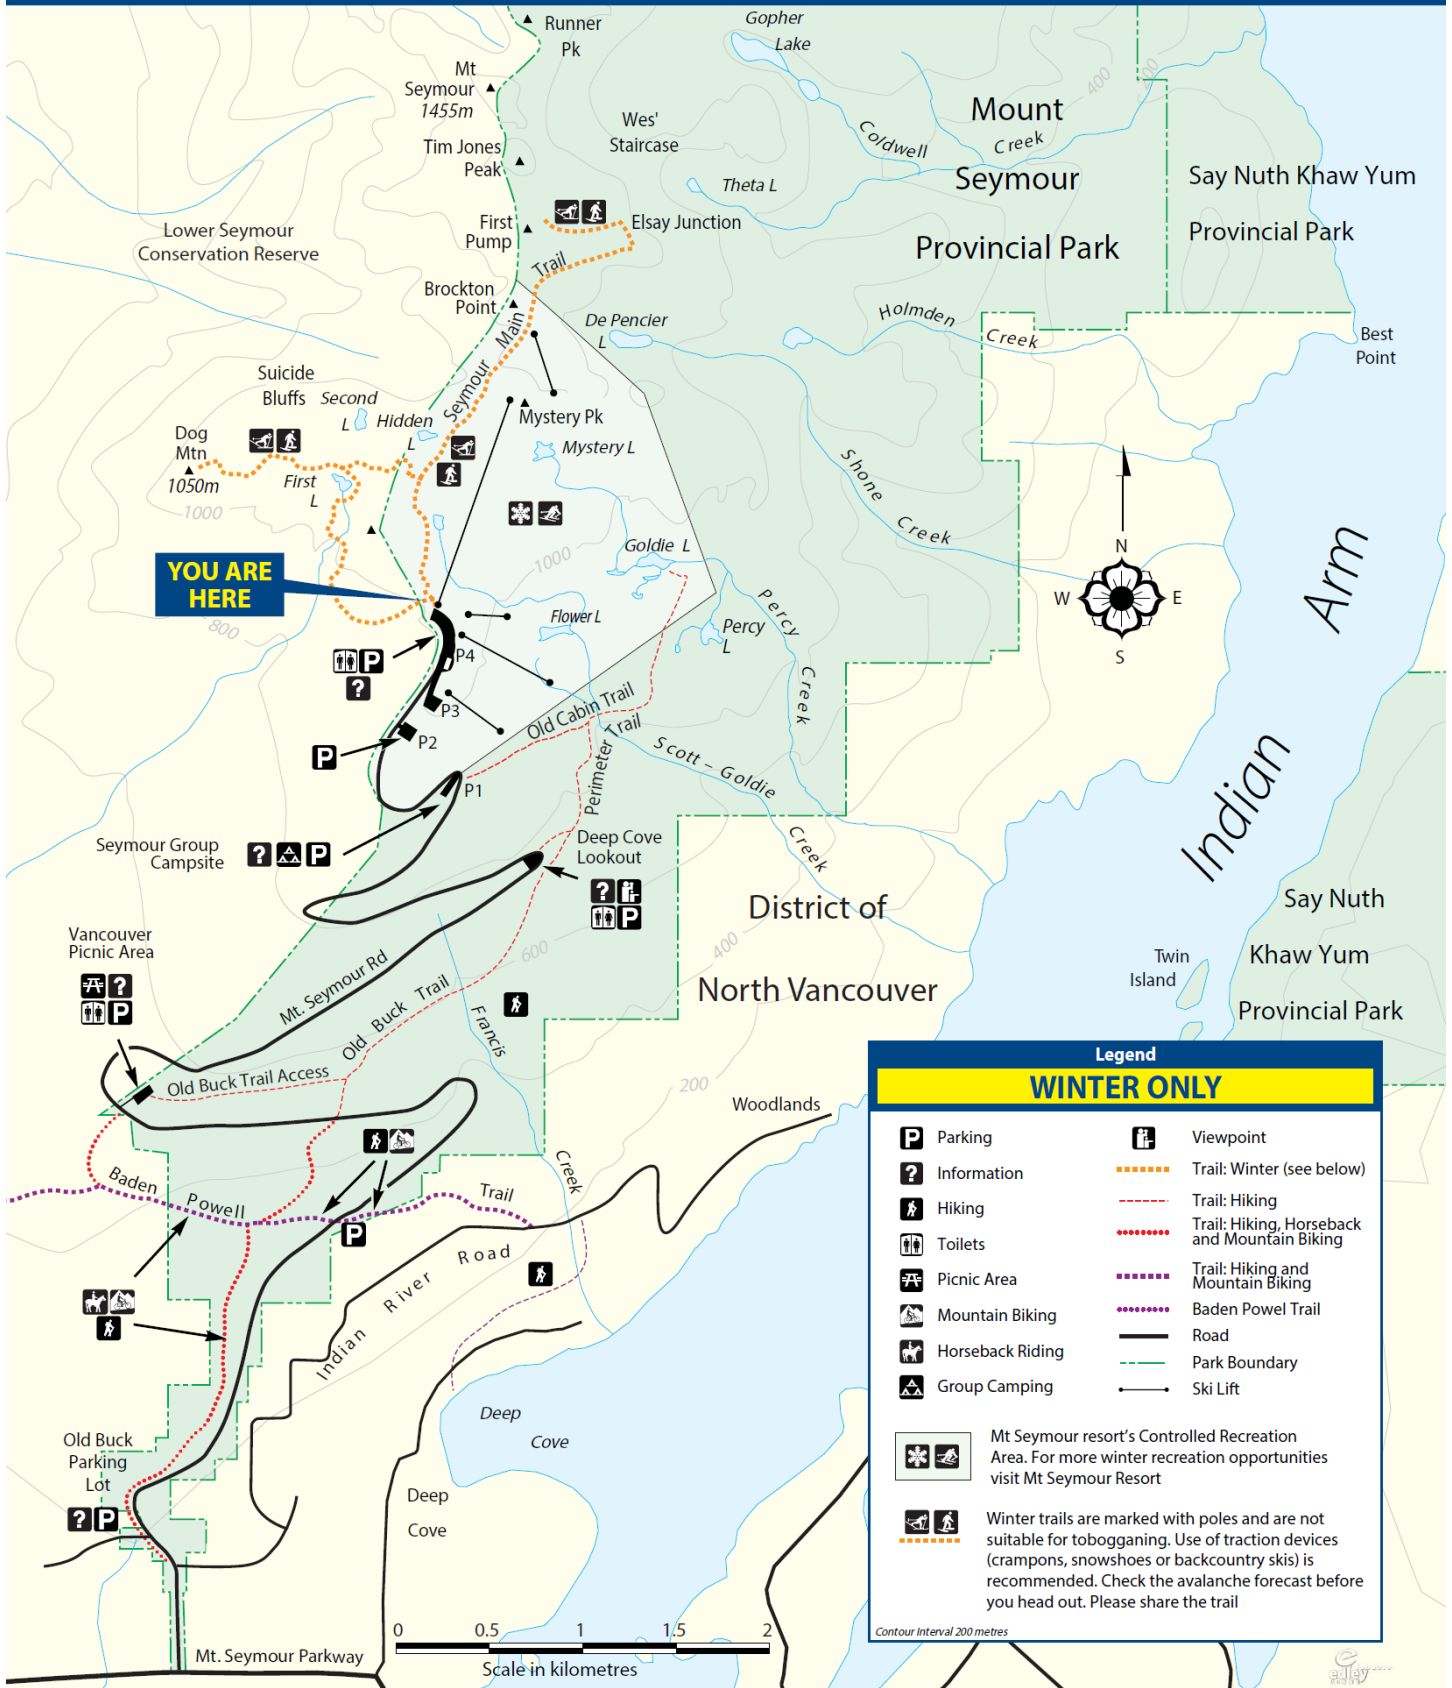 Runner
Pk
Gopher
Lake
Mt
Seymour
1455m
Wes'
Staircase
400
200
Mount
Seymour
Provincial Park
Coldwell
Creek
Say Nuth Khaw Yum
Provincial Park
Tim Jones
Peak
Theta L
First
Pump
Elsay Junction
Lower Seymour
Conservation Reserve
Trail
Brockton
Point
Main
Seymour
De Pencier
L
Holmden
Creek
Best
Point
Suicide
Bluffs
Second
L
Hidden
L
Mystery Pk
Mystery L
Dog
Mtn
1050m
First
L
1000
Shone
Creek
1000
Goldie L
YOU ARE
HERE
800
Flower L
Percy
L
Percy
Creek
N
W
E
S
Indian
Arm
P4
P3
P2
P
?
P
Old Cabin Trail
Perimeter Trail
Scott – Goldie
Creek
P1
Seymour Group
Campsite
? P
Deep Cove
Lookout
?
P
District of
North Vancouver
400
600
Say Nuth
Khaw Yum
Provincial Park
Twin
Island
Vancouver
Picnic Area
?
P
Mt. Seymour Rd
Old Buck Trail
Francis
Creek
Old Buck Trail Access
200
Woodlands
Baden
Powell
Trail
P
Indian
River
Road
Old Buck
Parking
Lot
? P
Deep
Cove
Deep
Cove
Mt. Seymour Parkway
0 0.5 1 1.5 2
Scale in kilometres
Legend
WINTER ONLY
P Parking
? Information
Hiking
Toilets
Picnic Area
Mountain Biking
Horseback Riding
Group Camping
Viewpoint
Trail: Winter (see below)
Trail: Hiking
Trail: Hiking, Horseback
and Mountain Biking
Trail: Hiking and
Mountain Biking
Baden Powel Trail
Road
Park Boundary
Ski Lift
Mt Seymour resort's Controlled Recreation
Area. For more winter recreation opportunities
visit Mt Seymour Resort
Winter trails are marked with poles and are not
suitable for tobogganing. Use of traction devices
(crampons, snowshoes or backcountry skis) is
recommended. Check the avalanche forecast before
you head out. Please share the trail
Contour Interval 200 metres